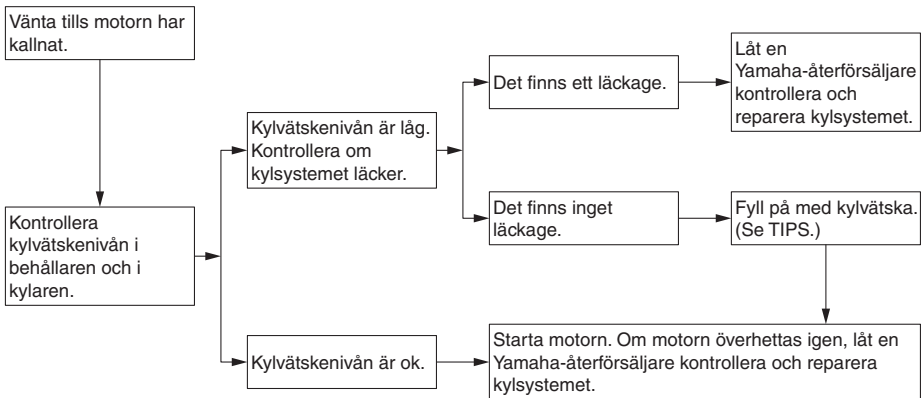 Vänta tills motorn har
kallnat.
Kontrollera
kylvätskenivån i
behållaren och i
kylaren.
Kylvätskenivån är låg.
Kontrollera om
kylsystemet läcker.
Det finns ett läckage.
Låt en
Yamaha-återförsäljare
kontrollera och
reparera kylsystemet.
Det finns inget
läckage.
Fyll på med kylvätska.
(Se TIPS.)
Kylvätskenivån är ok.
Starta motorn. Om motorn överhettas igen, låt en
Yamaha-återförsäljare kontrollera och reparera
kylsystemet.